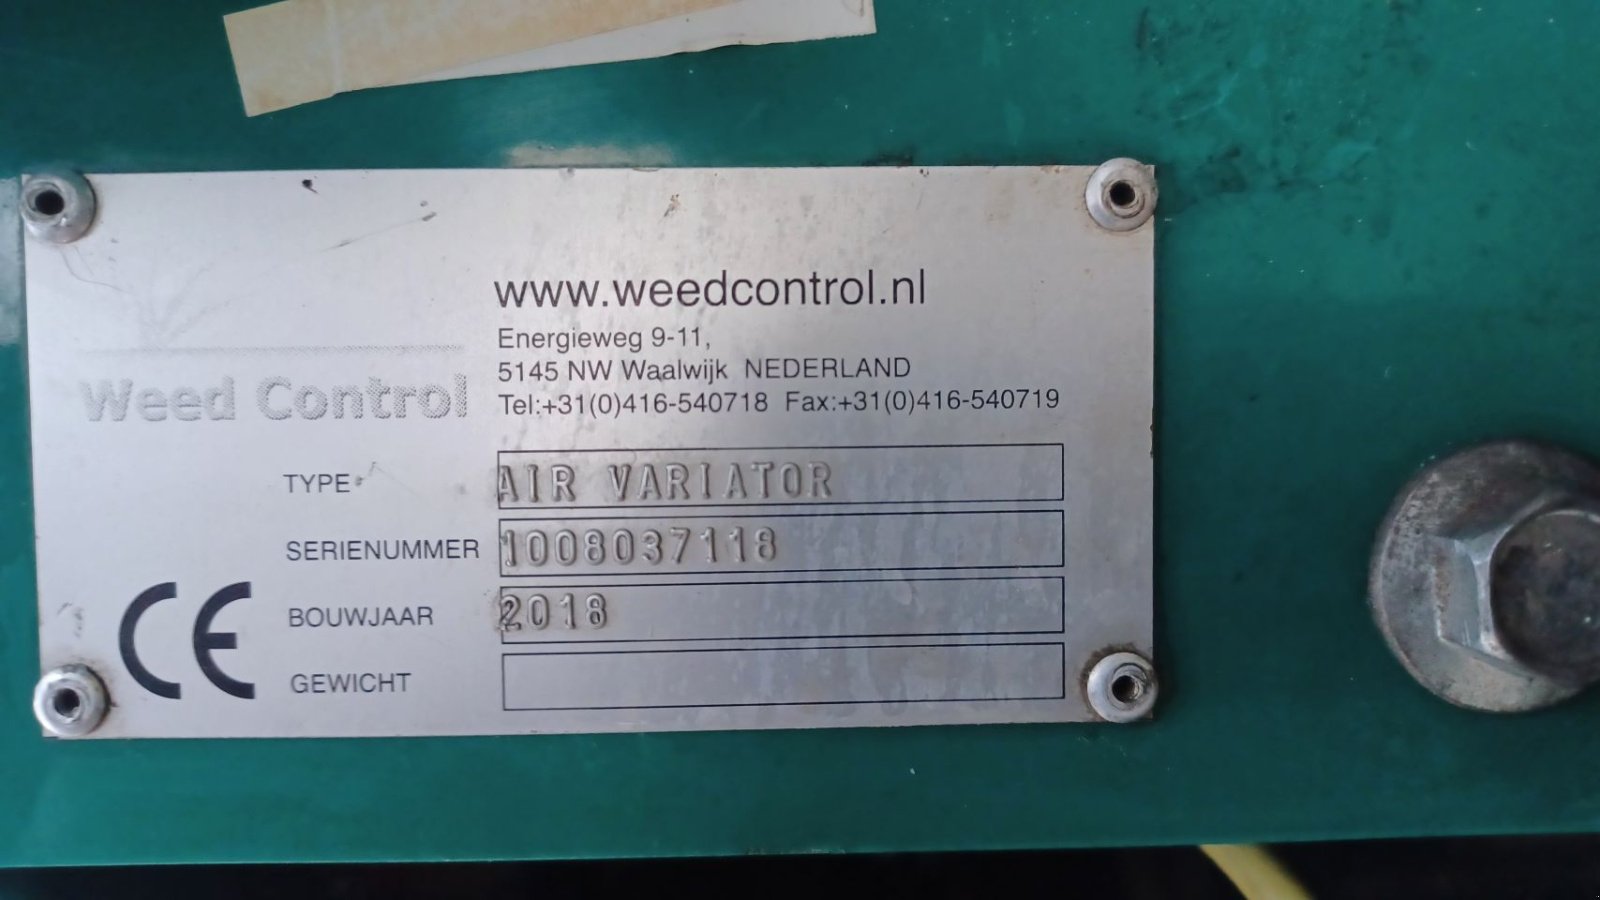 www.weedcontrol.nl
Energieweg 9-11,
5145 NW Waalwijk NEDERLAND
Tel:+31(0)416-540718 Fax:+31(0)416-540719
Weed Control
TYPE AIR VARIATOR
SERIENUMMER 1008037118
BOUWJAAR 2018
GEWICHT
CE